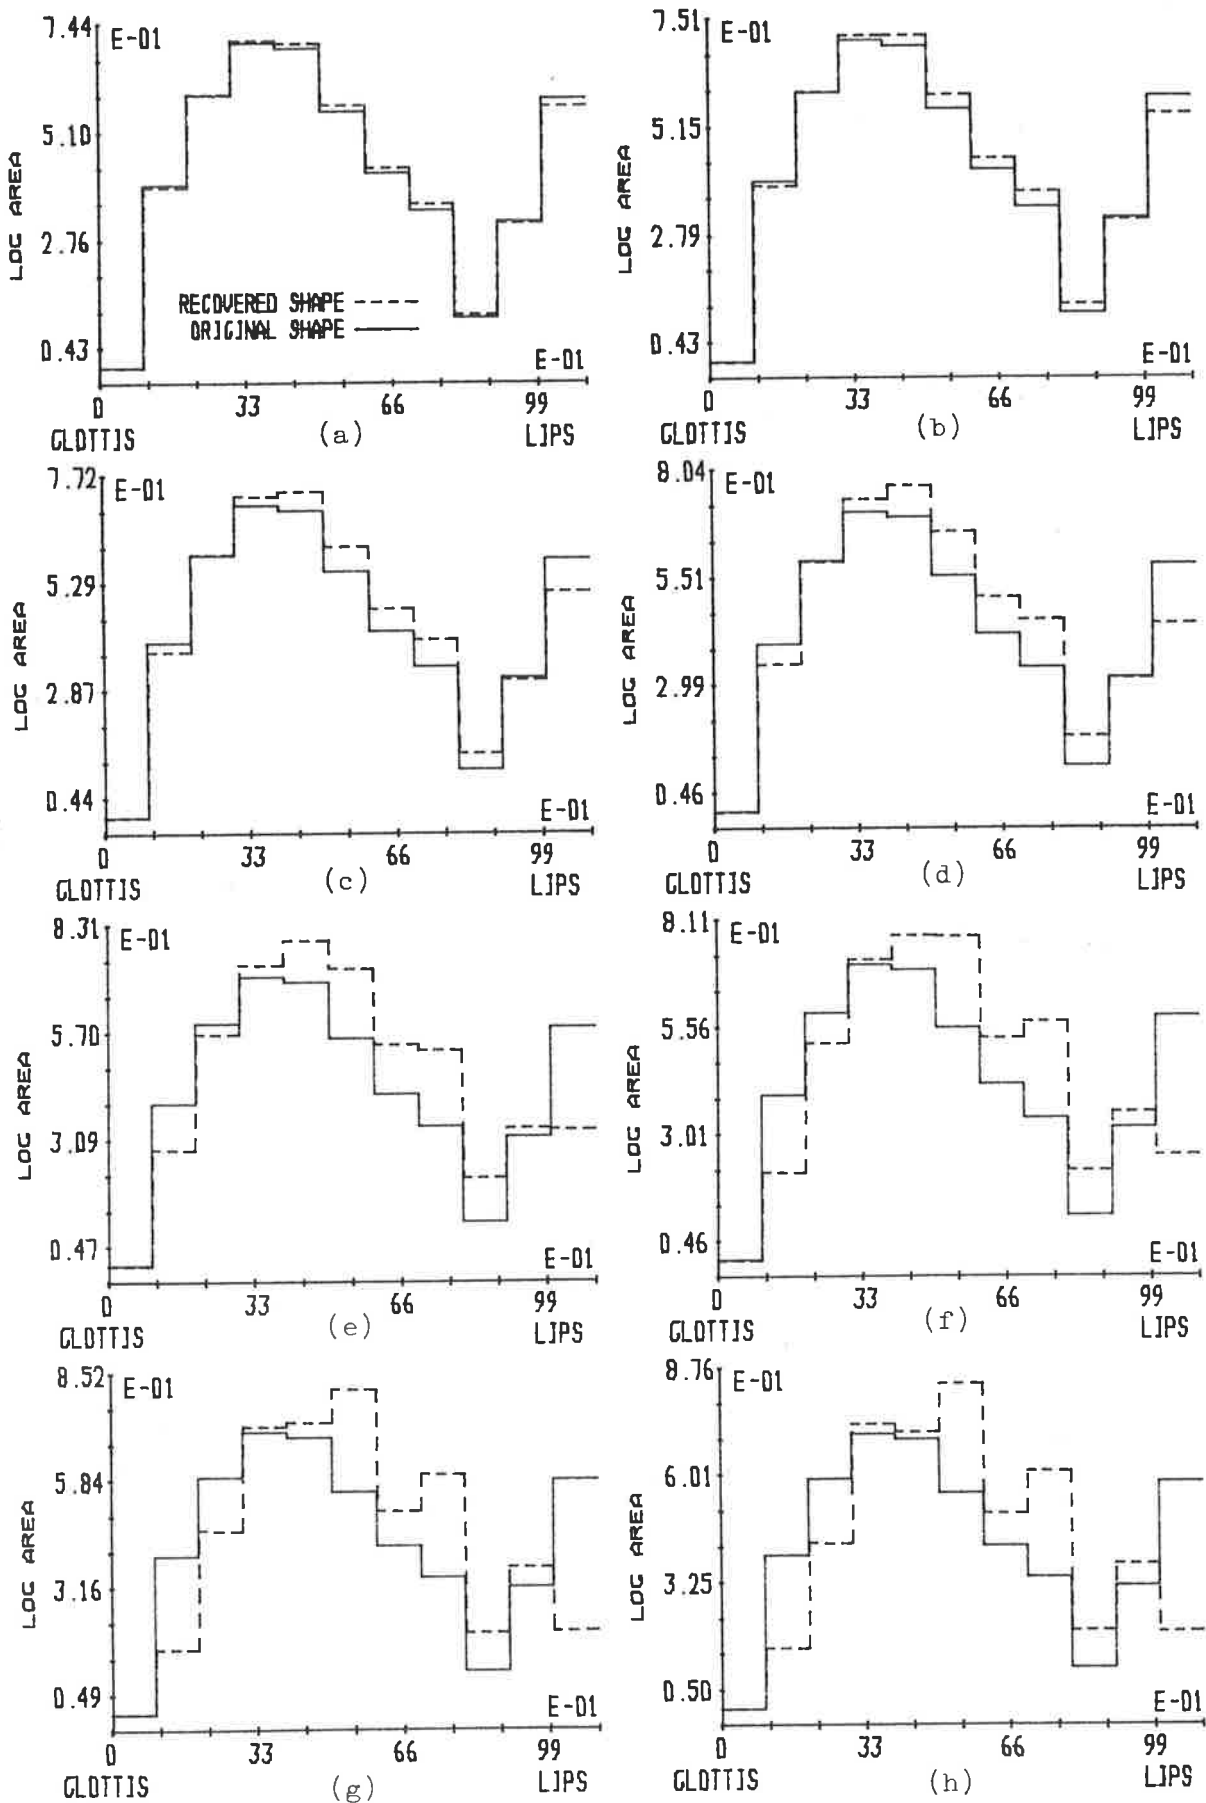 7.44
E-01
5.10
2.76
0.43
LOG AREA
RECOVERED SHAPE
ORIGINAL SHAPE
E-01
0 33 66 99
GLOTTIS (a) LIPS
7.51
E-01
5.15
2.79
0.43
LOG AREA
E-01
0 33 66 99
GLOTTIS (b) LIPS
7.72
E-01
5.29
2.87
0.44
LOG AREA
E-01
0 33 66 99
GLOTTIS (c) LIPS
8.04
E-01
5.51
2.99
0.46
LOG AREA
E-01
0 33 66 99
GLOTTIS (d) LIPS
8.31
E-01
5.70
3.09
0.47
LOG AREA
E-01
0 33 66 99
GLOTTIS (e) LIPS
8.11
E-01
5.56
3.01
0.46
LOG AREA
E-01
0 33 66 99
GLOTTIS (f) LIPS
8.52
E-01
5.84
3.16
0.49
LOG AREA
E-01
0 33 66 99
GLOTTIS (g) LIPS
8.76
E-01
6.01
3.25
0.50
LOG AREA
E-01
0 33 66 99
GLOTTIS (h) LIPS